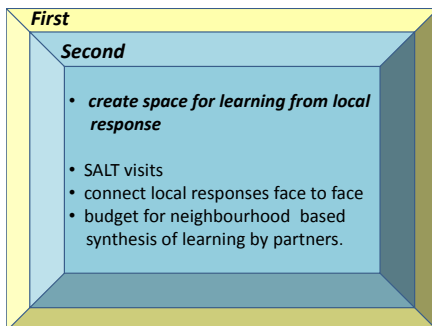 First
Second
• create space for learning from local
response
• SALT visits
• connect local responses face to face
• budget for neighbourhood based
synthesis of learning by partners.